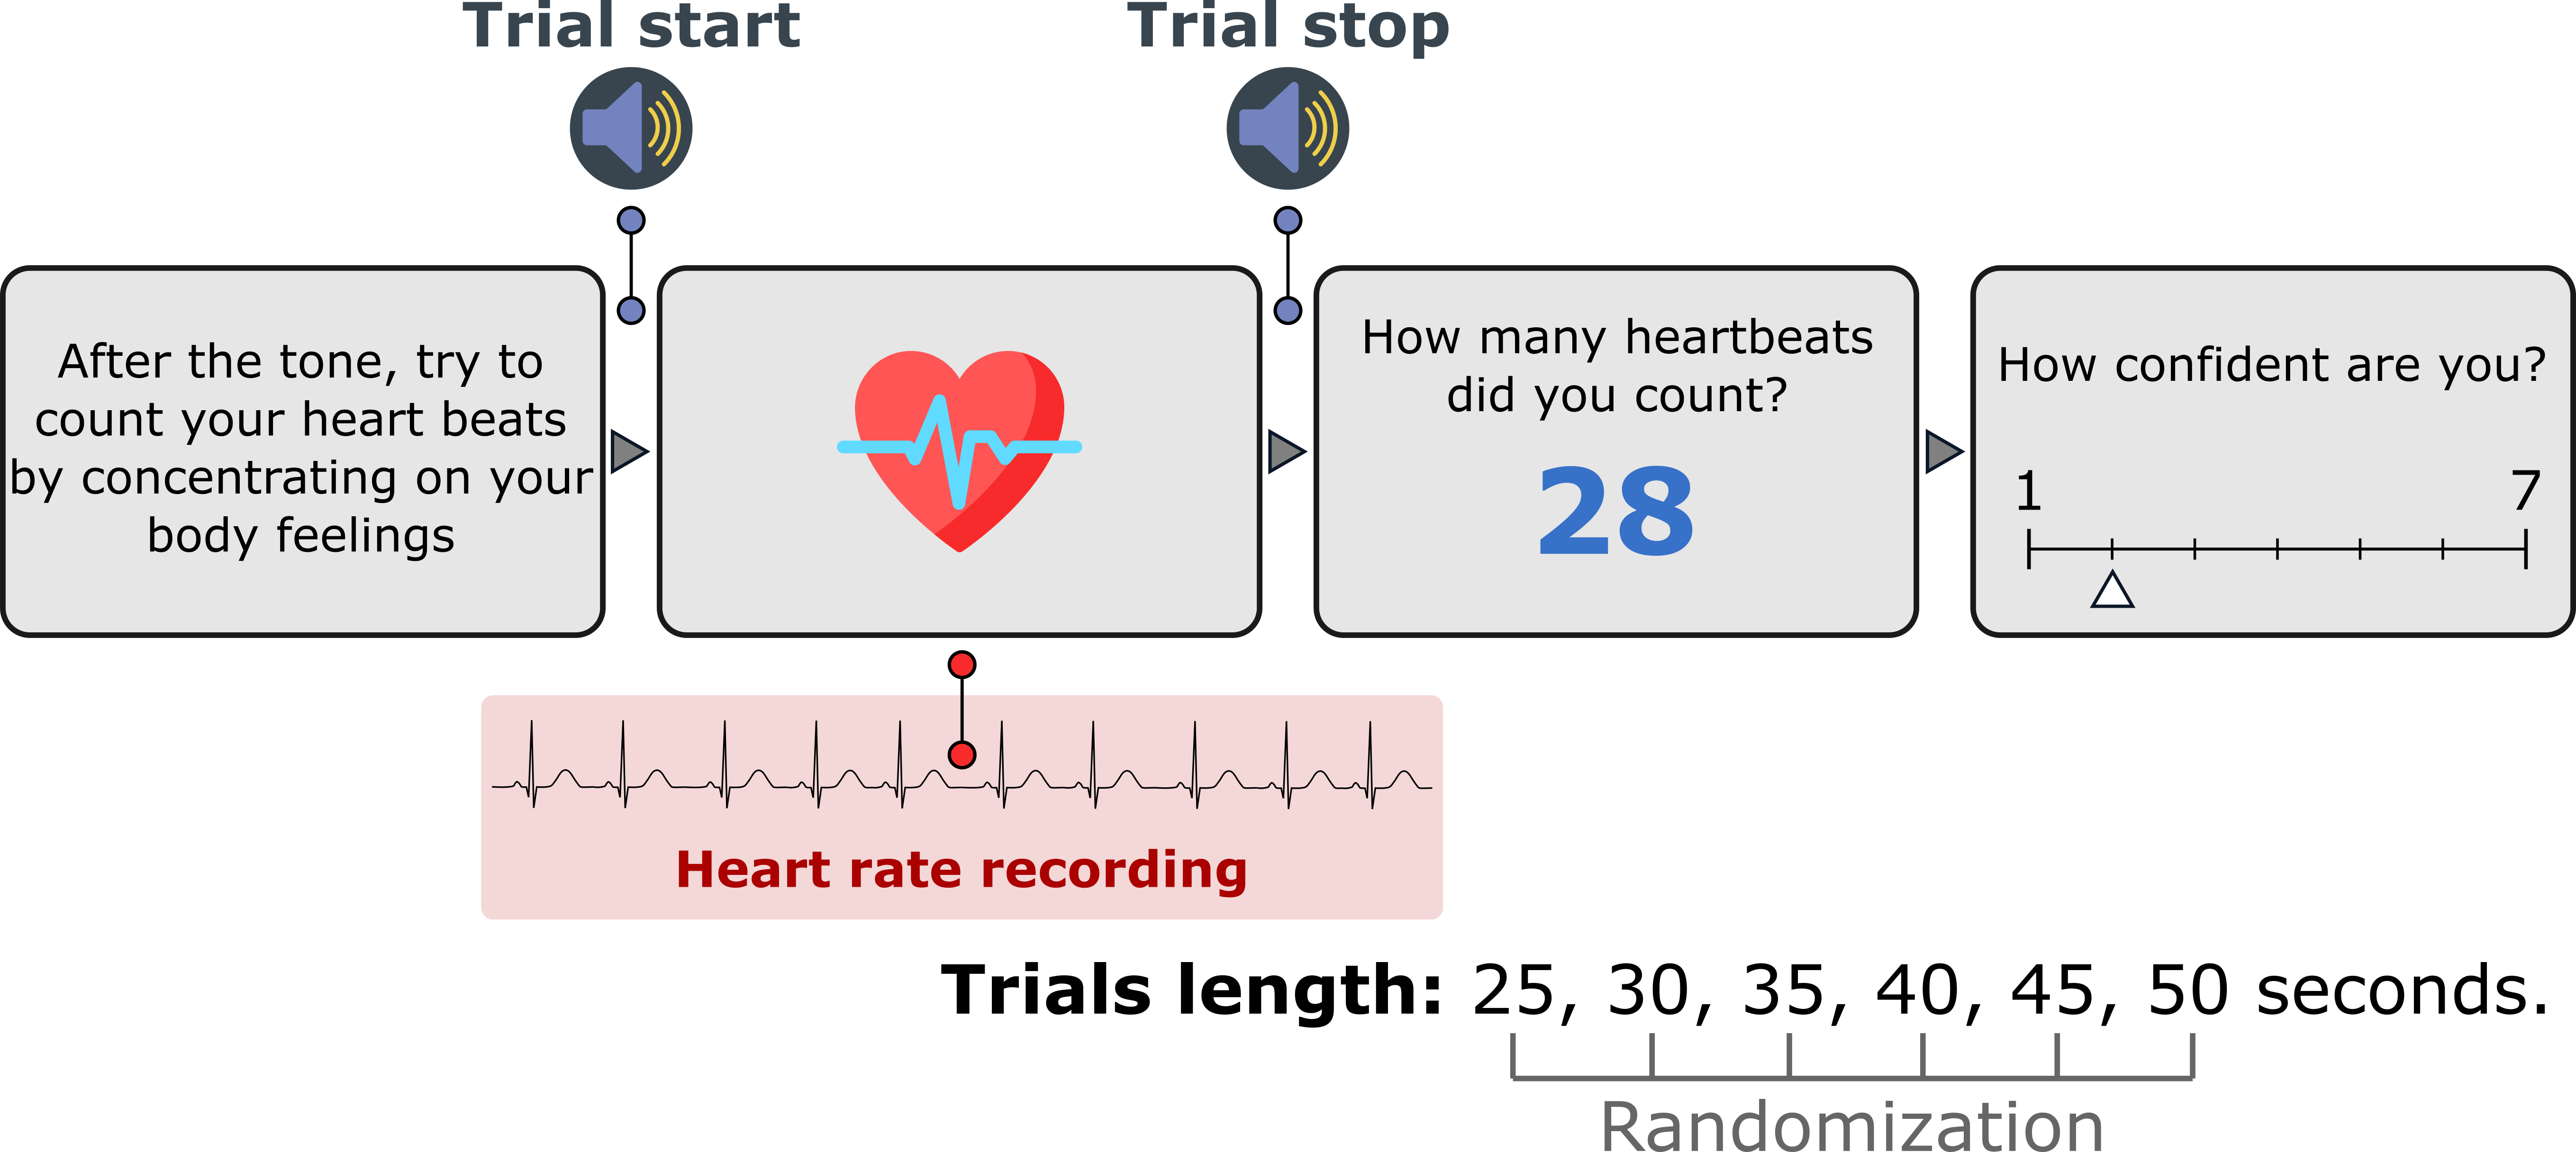 Trial start
Trial stop
After the tone, try to
count your heart beats
by concentrating on your
body feelings
How many heartbeats
did you count?
28
How confident are you?
1 7
Heart rate recording
Trials length: 25, 30, 35, 40, 45, 50 seconds.
Randomization